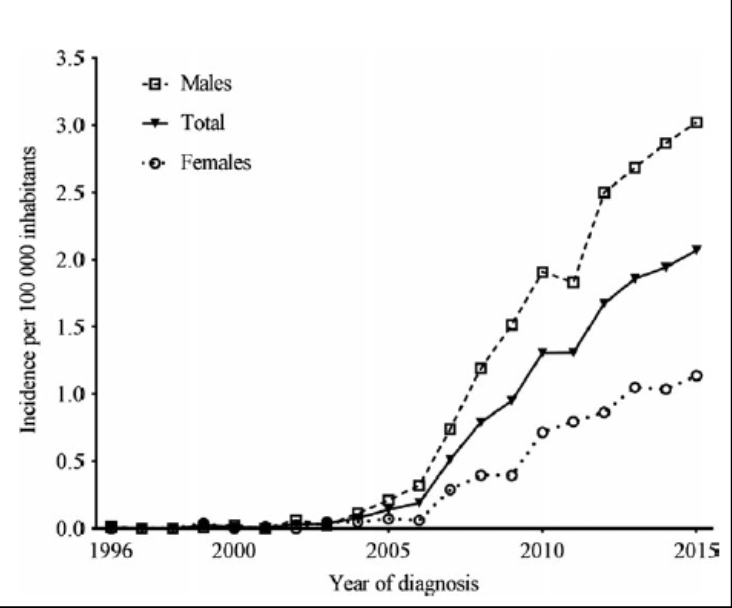 3.5
Males
3.0
Total
Females
2.5
2.0
1.5
1.0
0.5
0.0
1996
2000
2005
2010
2015
Incidence per 100 000 inhabitants
Year of diagnosis